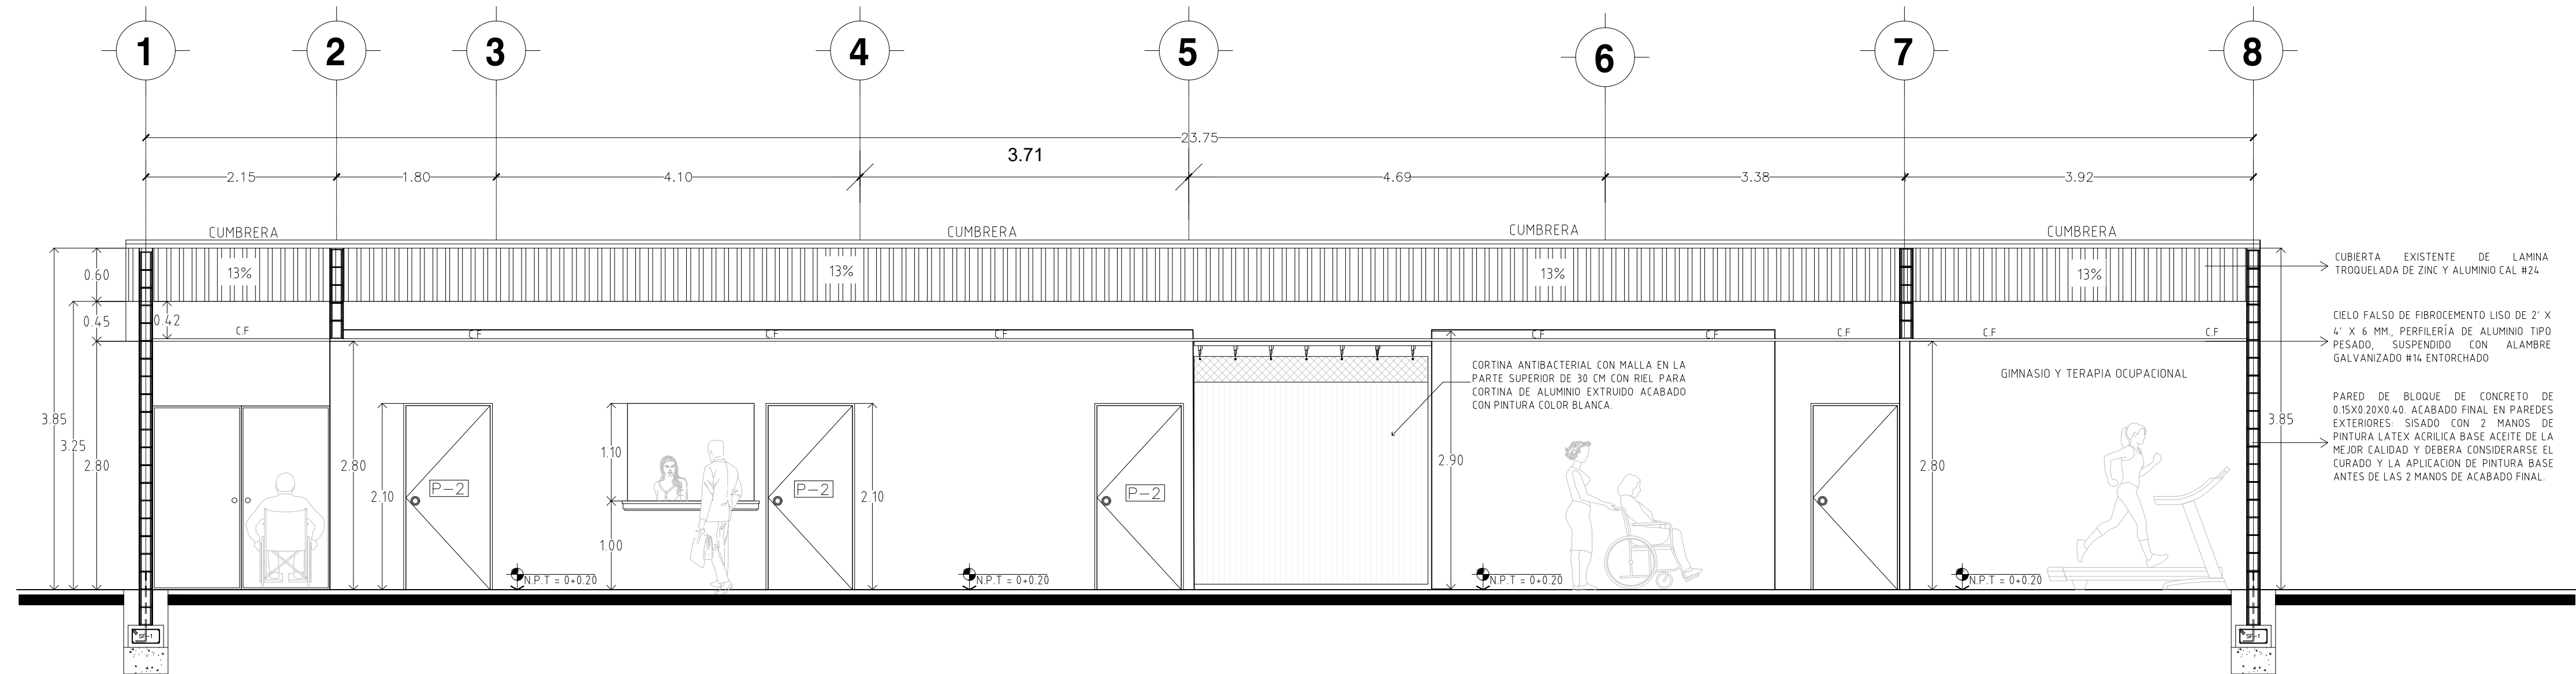 1 2 3 4 5 6 7 8
23.75
3.71
2.15 1.80 4.10 4.69 3.38 3.92
CUMBRERA CUMBRERA CUMBRERA CUMBRERA
13% 13% 13% 13%
0.60
0.45
0.42
C.F C.F C.F C.F C.F C.F C.F C.F C.F
3.85
3.25
2.80
2.80
2.10
P-2
1.10
1.00
P-2
2.10
P-2
CORTINA ANTIBACTERIAL CON MALLA EN LA
PARTE SUPERIOR DE 30 CM CON RIEL PARA
CORTINA DE ALUMINIO EXTRUIDO ACABADO
CON PINTURA COLOR BLANCA.
2.90
2.80
GIMNASIO Y TERAPIA OCUPACIONAL
3.85
N.P.T = 0+0.20 N.P.T = 0+0.20 N.P.T = 0+0.20 N.P.T = 0+0.20
SF-1 SF-1
CUBIERTA EXISTENTE DE LAMINA
TROQUELADA DE ZINC Y ALUMINIO CAL #24
CIELO FALSO DE FIBROCEMENTO LISO DE 2' X
4' X 6 MM., PERFILERÍA DE ALUMINIO TIPO
PESADO, SUSPENDIDO CON ALAMBRE
GALVANIZADO #14 ENTORCHADO
PARED DE BLOQUE DE CONCRETO DE
0.15X0.20X0.40. ACABADO FINAL EN PAREDES
EXTERIORES: SISADO CON 2 MANOS DE
PINTURA LATEX ACRILICA BASE ACEITE DE LA
MEJOR CALIDAD Y DEBERA CONSIDERARSE EL
CURADO Y LA APLICACION DE PINTURA BASE
ANTES DE LAS 2 MANOS DE ACABADO FINAL.